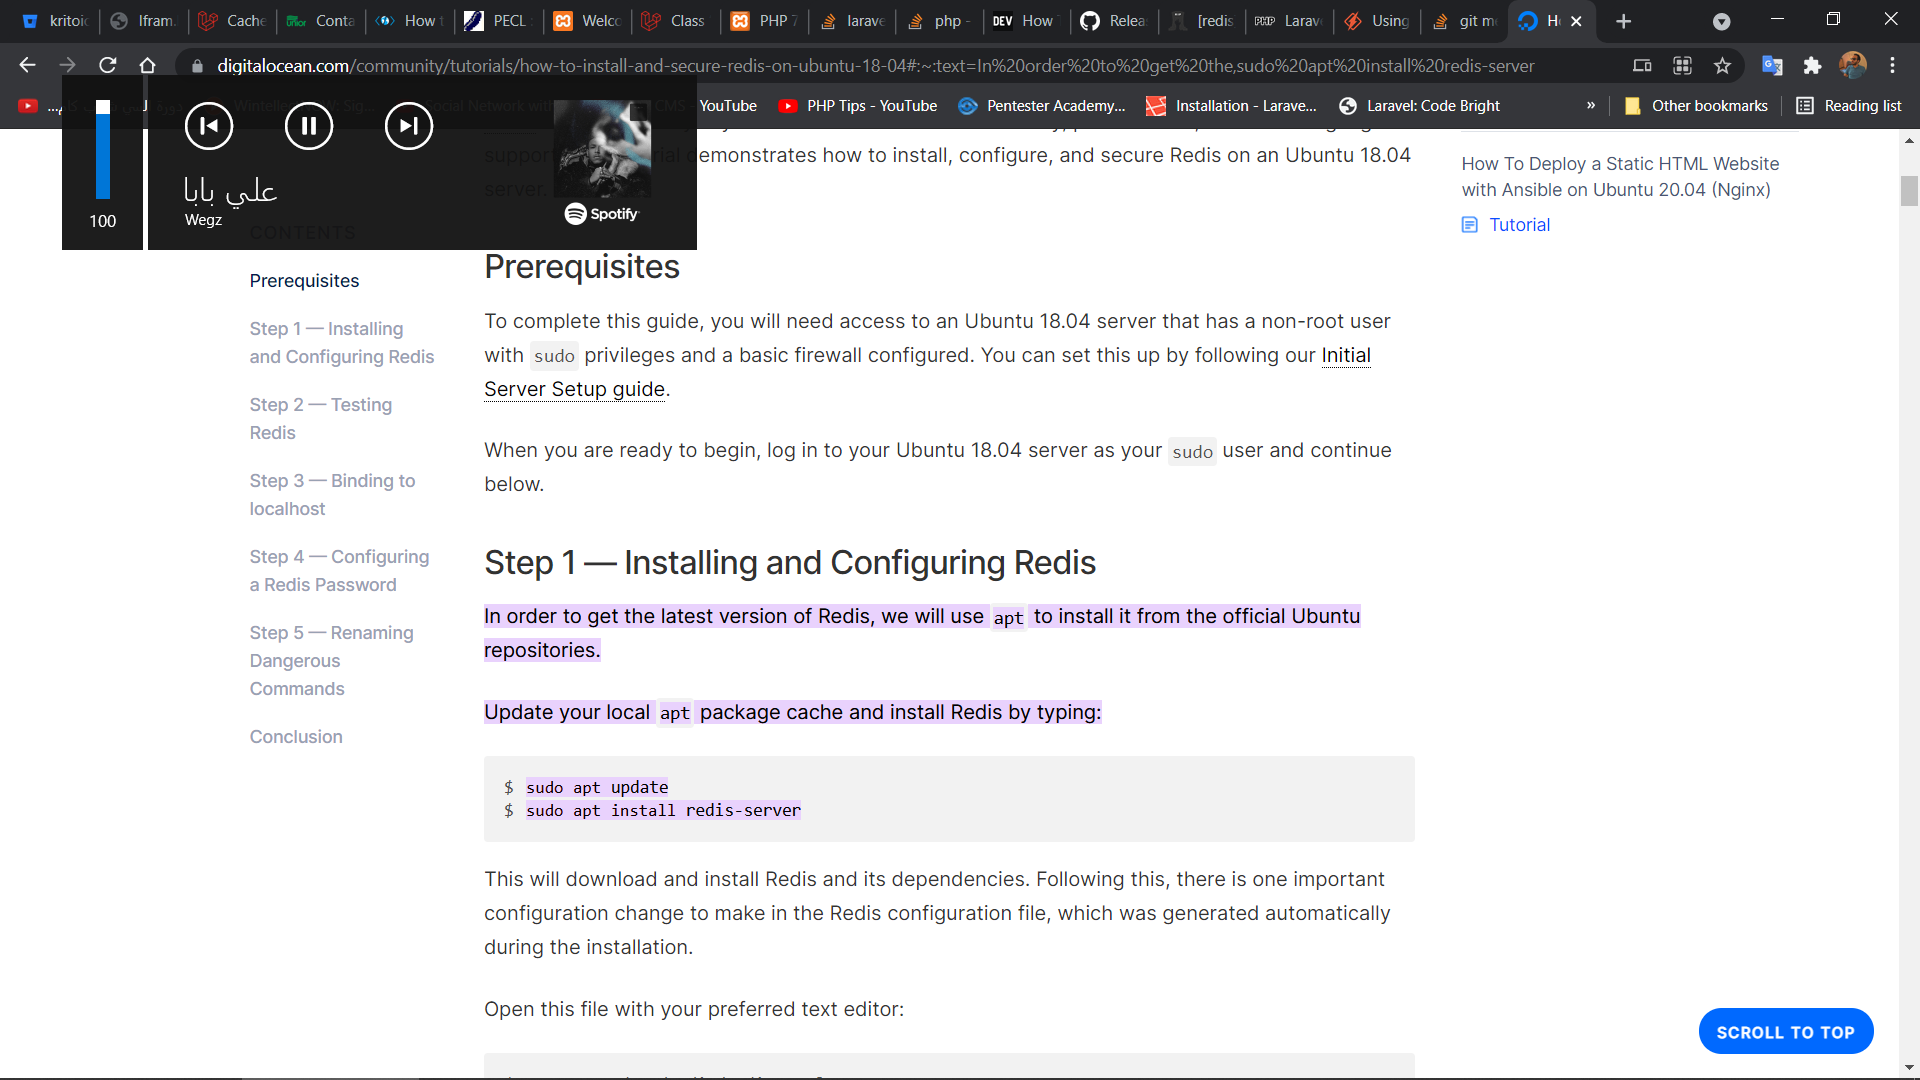 kritoic
Ifram
Cache
Conta
How t
PECL
Welco
Class
PHP 7
larave
php -
How T
Relea
[redis
Larav
Using
git me
H
digitalocean.com/community/tutorials/how-to-install-and-secure-redis-on-ubuntu-18-04#:~:text=In%20order%20to%20get%20the,sudo%20apt%20install%20redis-server
YouTube
PHP Tips - YouTube
Pentester Academy...
Installation - Larave...
Laravel: Code Bright
»
Other bookmarks
Reading list
100
علي بابا
Wegz
Spotify
demonstrates how to install, configure, and secure Redis on an Ubuntu 18.04
server.
CONTENTS
Prerequisites
Step 1 — Installing
and Configuring Redis
Step 2 — Testing
Redis
Step 3 — Binding to
localhost
Step 4 — Configuring
a Redis Password
Step 5 — Renaming
Dangerous
Commands
Conclusion
Prerequisites
To complete this guide, you will need access to an Ubuntu 18.04 server that has a non-root user
with sudo privileges and a basic firewall configured. You can set this up by following our Initial
Server Setup guide.
When you are ready to begin, log in to your Ubuntu 18.04 server as your sudo user and continue
below.
Step 1 — Installing and Configuring Redis
In order to get the latest version of Redis, we will use apt to install it from the official Ubuntu
repositories.
Update your local apt package cache and install Redis by typing:
$ sudo apt update
$ sudo apt install redis-server
This will download and install Redis and its dependencies. Following this, there is one important
configuration change to make in the Redis configuration file, which was generated automatically
during the installation.
Open this file with your preferred text editor:
How To Deploy a Static HTML Website
with Ansible on Ubuntu 20.04 (Nginx)
Tutorial
SCROLL TO TOP